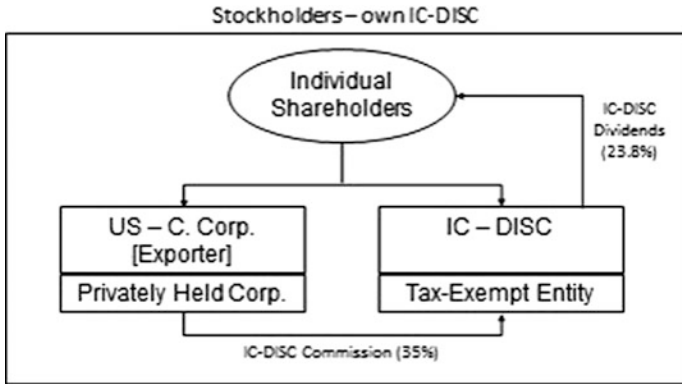 Stockholders – own IC-DISC
Individual
Shareholders
IC-DISC
Dividends
(23.8%)
US – C. Corp.
[Exporter]
Privately Held Corp.
IC – DISC
Tax-Exempt Entity
IC-DISC Commission (35%)